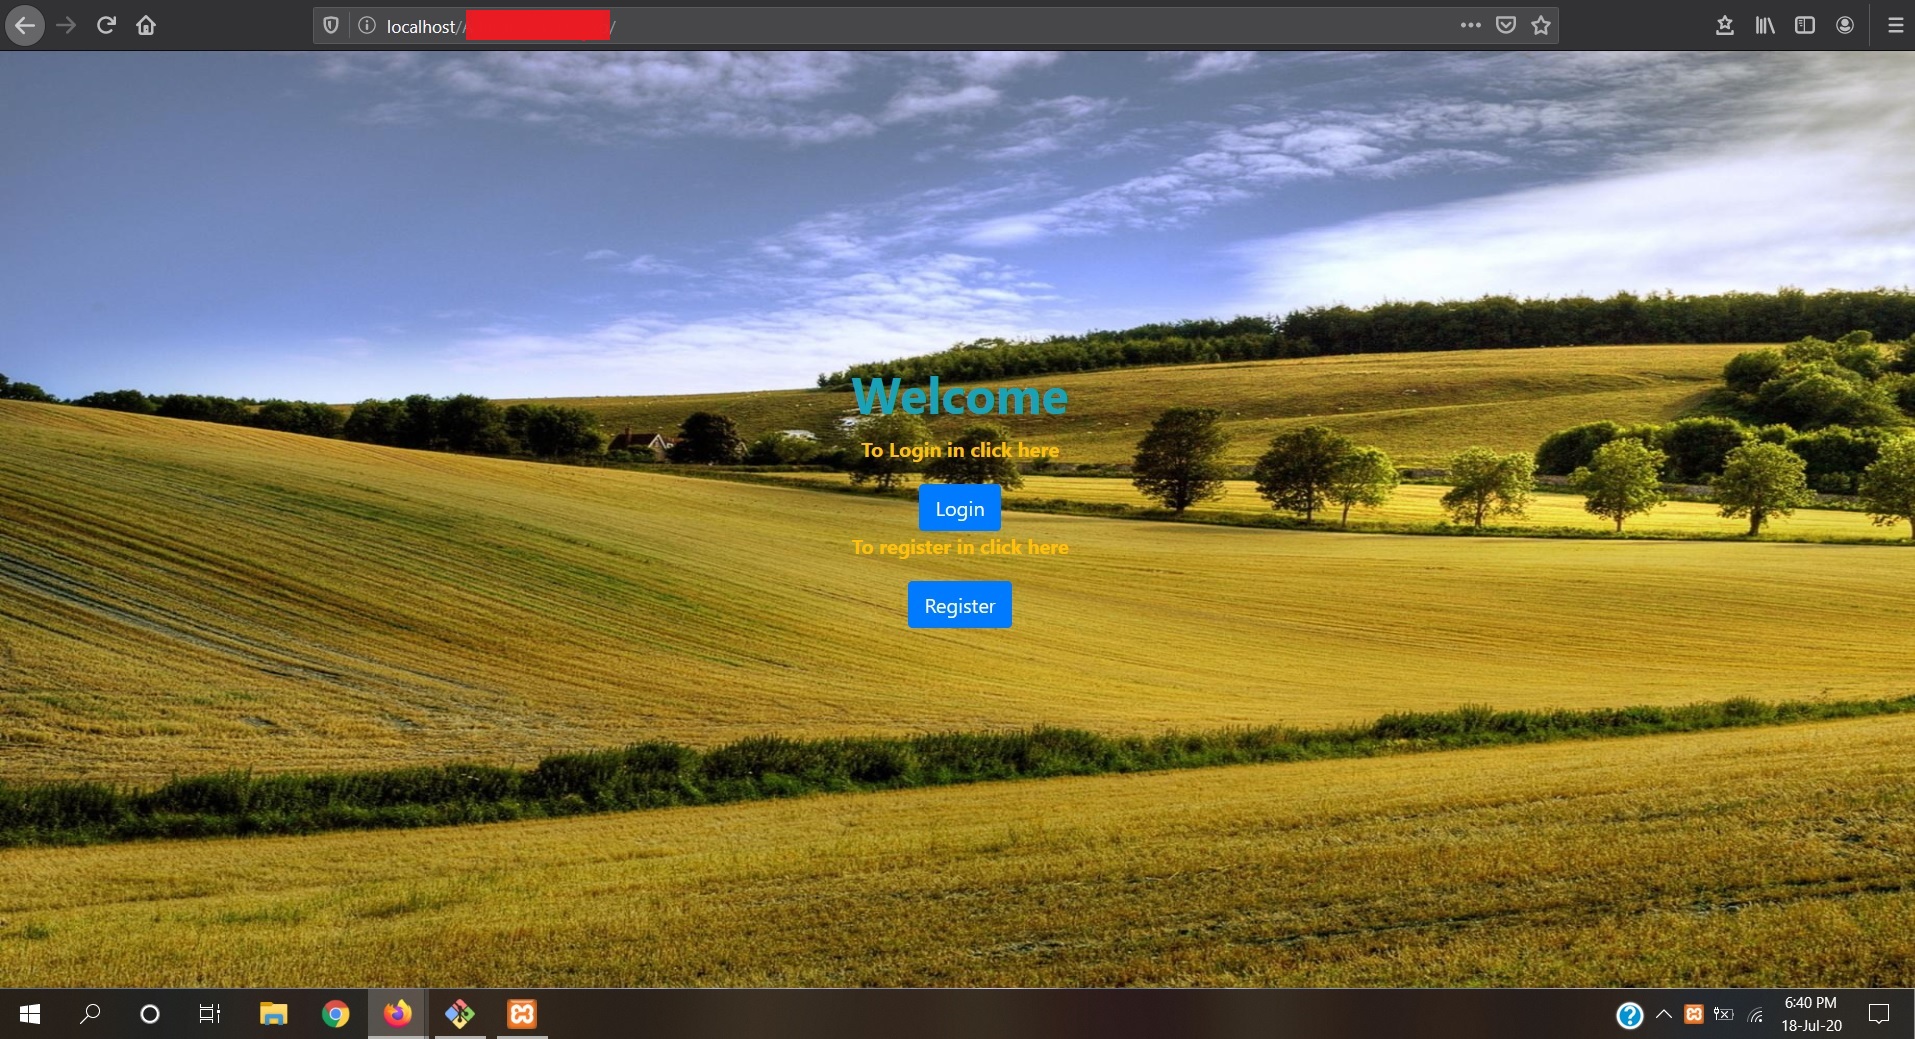 localhost//
Welcome
To Login in click here
Login
To register in click here
Register
6:40 PM
18-Jul-20